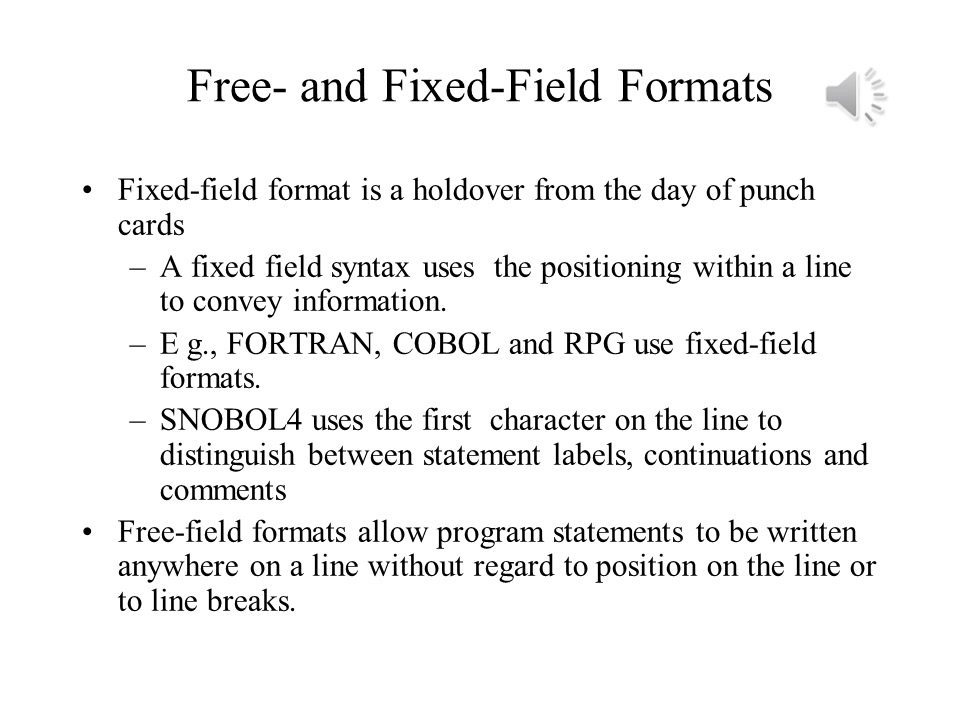 Free- and Fixed-Field Formats
• Fixed-field format is a holdover from the day of punch
cards
– A fixed field syntax uses  the positioning within a line
to convey information.
– E g., FORTRAN, COBOL and RPG use fixed-field
formats.
– SNOBOL4 uses the first  character on the line to
distinguish between statement labels, continuations and
comments
• Free-field formats allow program statements to be written
anywhere on a line without regard to position on the line or
to line breaks.